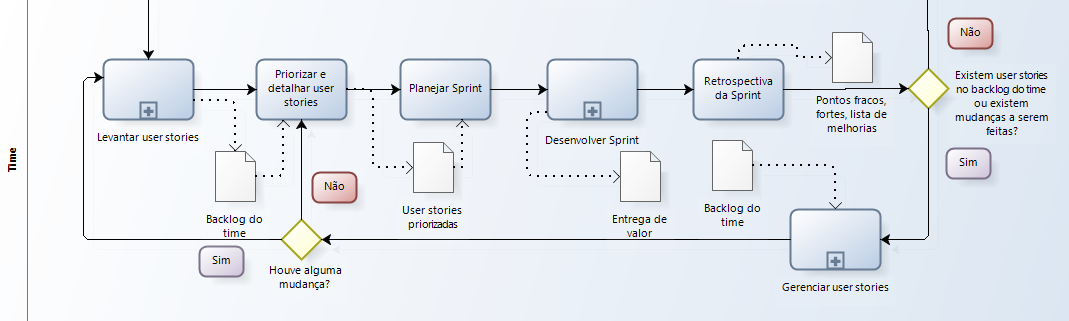 Time
Levantar user stories
Priorizar e
detalhar user
stories
Backlog do
time
Planejar Sprint
User stories
priorizadas
Desenvolver Sprint
Entrega de
valor
Retrospectiva
da Sprint
Pontos fracos,
fortes, lista de
melhorias
Não
Existem user stories
no backlog do time
ou existem
mudanças a serem
feitas?
Sim
Backlog do
time
Gerenciar user stories
Não
Sim
Houve alguma
mudança?